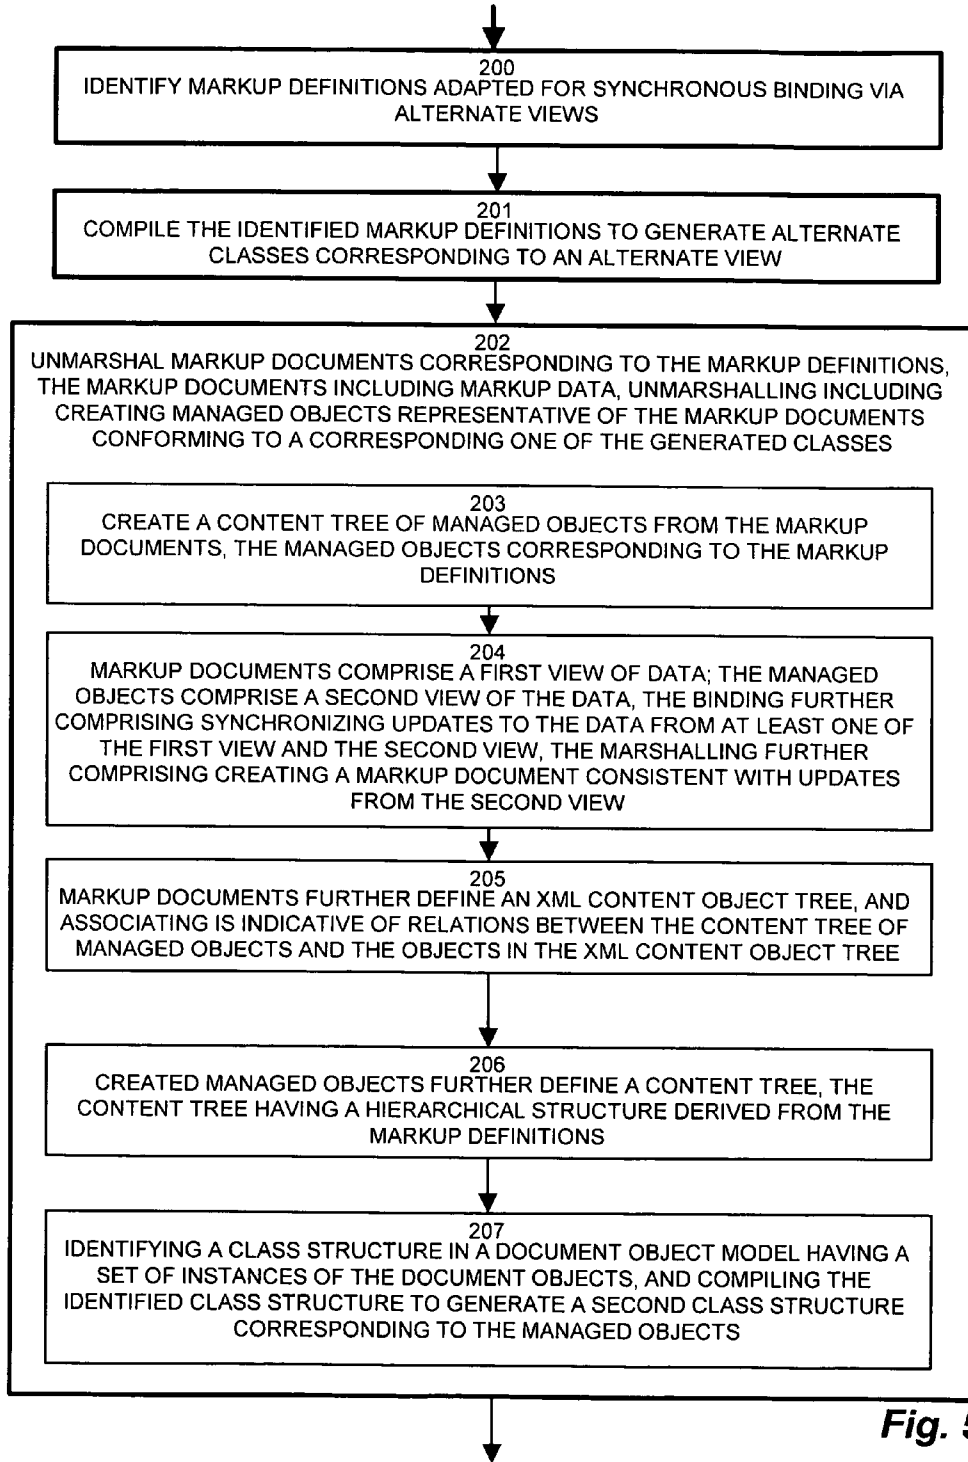 200
IDENTIFY MARKUP DEFINITIONS ADAPTED FOR SYNCHRONOUS BINDING VIA
ALTERNATE VIEWS
201
COMPILE THE IDENTIFIED MARKUP DEFINITIONS TO GENERATE ALTERNATE
CLASSES CORRESPONDING TO AN ALTERNATE VIEW
202
UNMARSHAL MARKUP DOCUMENTS CORRESPONDING TO THE MARKUP DEFINITIONS,
THE MARKUP DOCUMENTS INCLUDING MARKUP DATA, UNMARSHALLING INCLUDING
CREATING MANAGED OBJECTS REPRESENTATIVE OF THE MARKUP DOCUMENTS
CONFORMING TO A CORRESPONDING ONE OF THE GENERATED CLASSES
203
CREATE A CONTENT TREE OF MANAGED OBJECTS FROM THE MARKUP
DOCUMENTS, THE MANAGED OBJECTS CORRESPONDING TO THE MARKUP
DEFINITIONS
204
MARKUP DOCUMENTS COMPRISE A FIRST VIEW OF DATA; THE MANAGED
OBJECTS COMPRISE A SECOND VIEW OF THE DATA, THE BINDING FURTHER
COMPRISING SYNCHRONIZING UPDATES TO THE DATA FROM AT LEAST ONE OF
THE FIRST VIEW AND THE SECOND VIEW, THE MARSHALLING FURTHER
COMPRISING CREATING A MARKUP DOCUMENT CONSISTENT WITH UPDATES
FROM THE SECOND VIEW
205
MARKUP DOCUMENTS FURTHER DEFINE AN XML CONTENT OBJECT TREE, AND
ASSOCIATING IS INDICATIVE OF RELATIONS BETWEEN THE CONTENT TREE OF
MANAGED OBJECTS AND THE OBJECTS IN THE XML CONTENT OBJECT TREE
206
CREATED MANAGED OBJECTS FURTHER DEFINE A CONTENT TREE, THE
CONTENT TREE HAVING A HIERARCHICAL STRUCTURE DERIVED FROM THE
MARKUP DEFINITIONS
207
IDENTIFYING A CLASS STRUCTURE IN A DOCUMENT OBJECT MODEL HAVING A
SET OF INSTANCES OF THE DOCUMENT OBJECTS, AND COMPILING THE
IDENTIFIED CLASS STRUCTURE TO GENERATE A SECOND CLASS STRUCTURE
CORRESPONDING TO THE MANAGED OBJECTS
Fig. 5